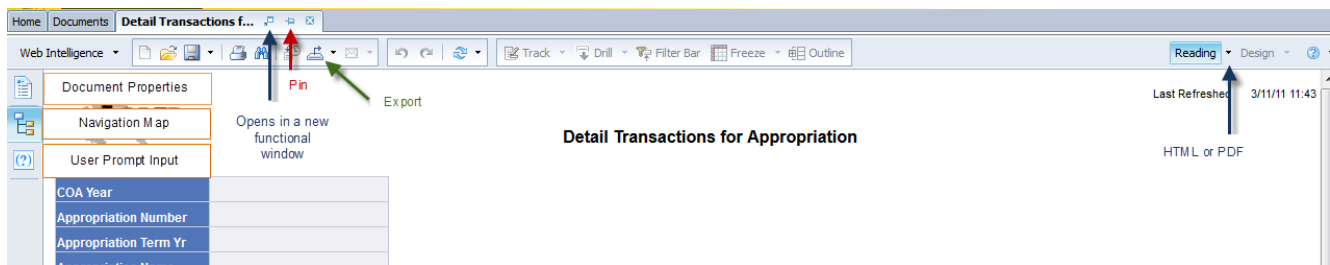 Home Documents Detail Transactions f...
Web Intelligence Track Drill Filter Bar Freeze Outline Reading Design
Document Properties
Pin
Export
Last Refreshed 3/11/11 11:43
Navigation Map
Opens in a new
functional
window
Detail Transactions for Appropriation
HTML or PDF
User Prompt Input
COA Year
Appropriation Number
Appropriation Term Yr